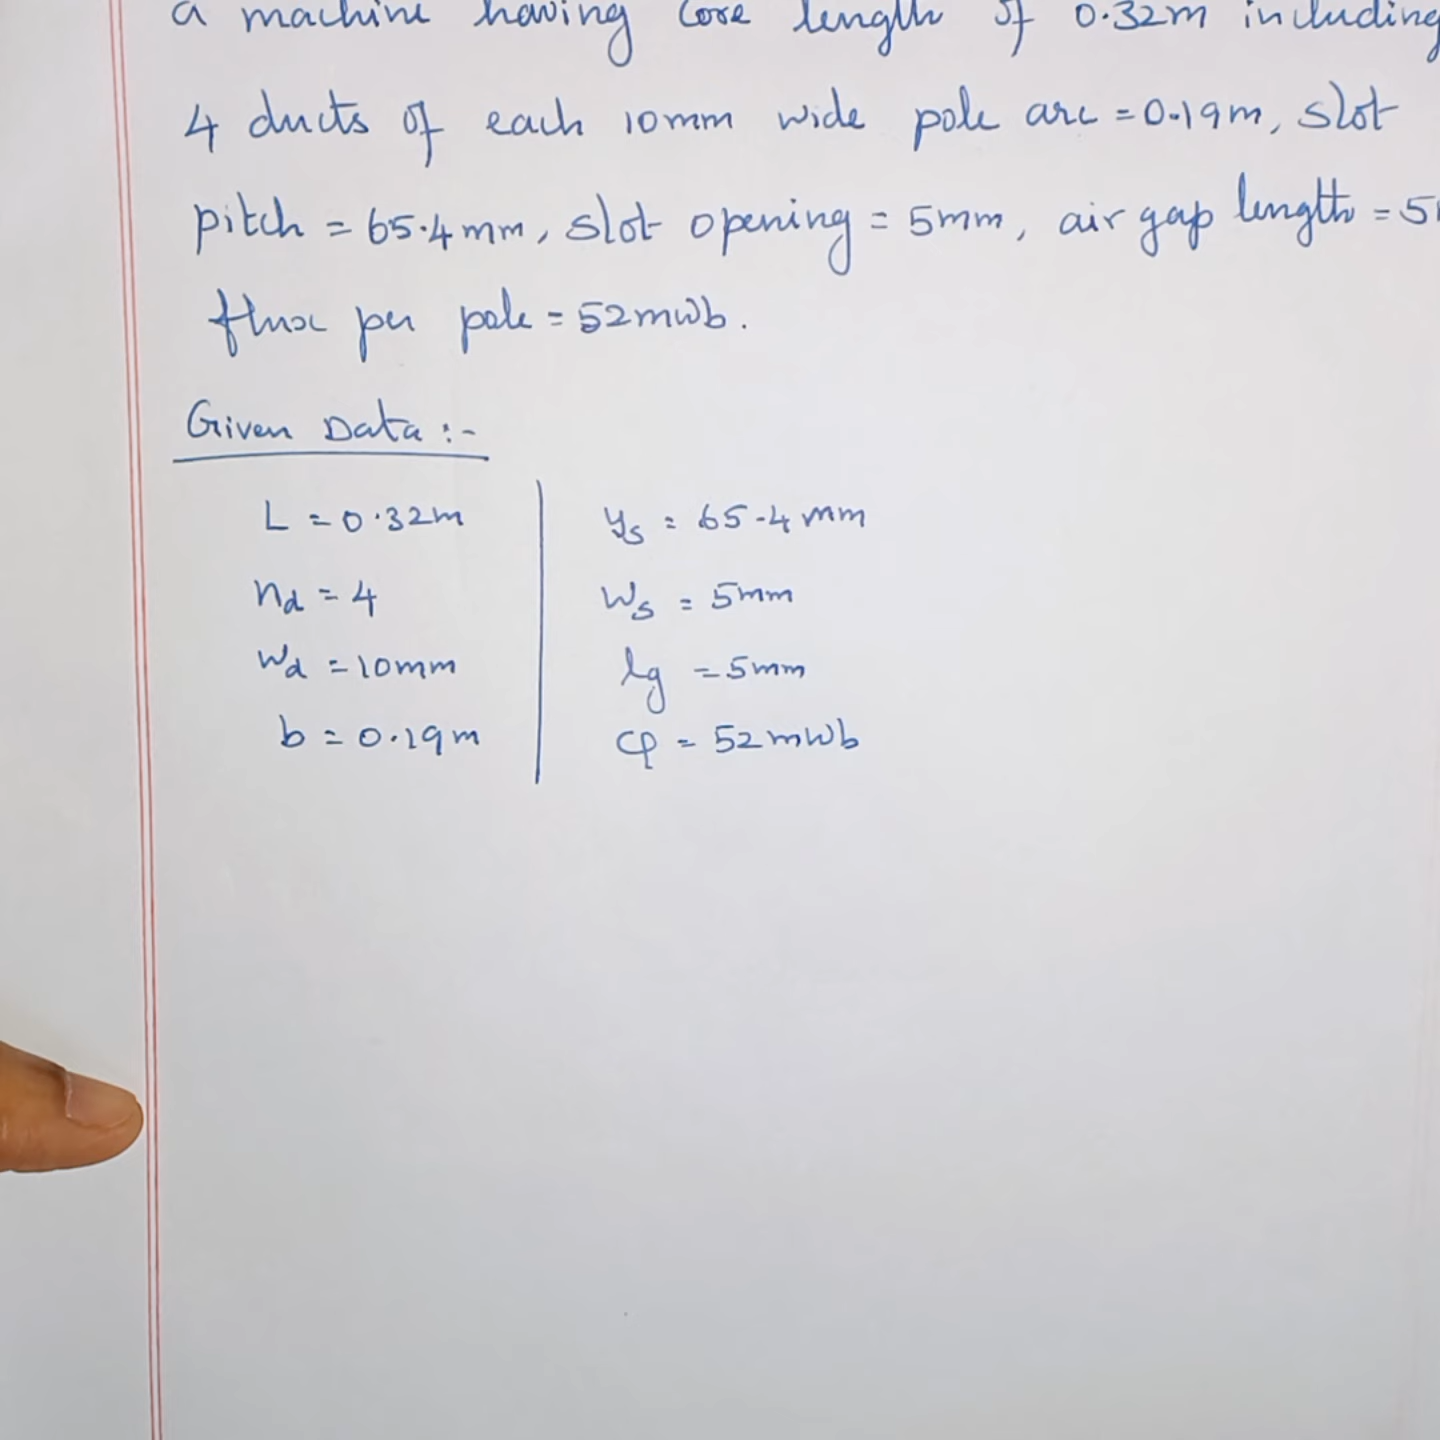 a machine having core length of 0.32m including
4 ducts of each 10mm wide pole arc = 0.19m, slot
pitch = 65.4mm, slot opening = 5mm, air gap length = 5
flux per pole = 52mwb.
Given Data :-
L = 0.32m
nd = 4
Wd = 10mm
b = 0.19m
ys = 65.4mm
Ws = 5mm
lg = 5mm
φ = 52mwb